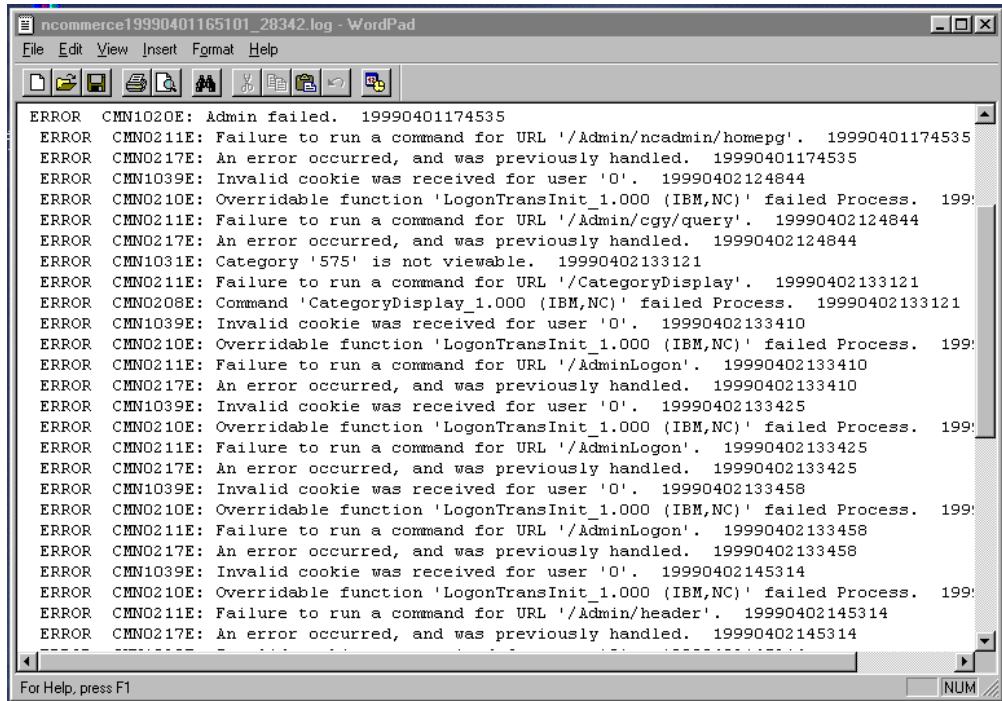 ncommerce19990401165101_28342.log - WordPad
File Edit View Insert Format Help
ERROR CMN1020E: Admin failed. 19990401174535
ERROR CMN0211E: Failure to run a command for URL '/Admin/ncadmin/homepg'. 19990401174535
ERROR CMN0217E: An error occurred, and was previously handled. 19990401174535
ERROR CMN1039E: Invalid cookie was received for user '0'. 19990402124844
ERROR CMN0210E: Overridable function 'LogonTransInit_1.000 (IBM,NC)' failed Process. 199
ERROR CMN0211E: Failure to run a command for URL '/Admin/cgy/query'. 19990402124844
ERROR CMN0217E: An error occurred, and was previously handled. 19990402124844
ERROR CMN1031E: Category '575' is not viewable. 19990402133121
ERROR CMN0211E: Failure to run a command for URL '/CategoryDisplay'. 19990402133121
ERROR CMN0208E: Command 'CategoryDisplay_1.000 (IBM,NC)' failed Process. 19990402133121
ERROR CMN1039E: Invalid cookie was received for user '0'. 19990402133410
ERROR CMN0210E: Overridable function 'LogonTransInit_1.000 (IBM,NC)' failed Process. 199
ERROR CMN0211E: Failure to run a command for URL '/AdminLogon'. 19990402133410
ERROR CMN0217E: An error occurred, and was previously handled. 19990402133410
ERROR CMN1039E: Invalid cookie was received for user '0'. 19990402133425
ERROR CMN0210E: Overridable function 'LogonTransInit_1.000 (IBM,NC)' failed Process. 199
ERROR CMN0211E: Failure to run a command for URL '/AdminLogon'. 19990402133425
ERROR CMN0217E: An error occurred, and was previously handled. 19990402133425
ERROR CMN1039E: Invalid cookie was received for user '0'. 19990402133458
ERROR CMN0210E: Overridable function 'LogonTransInit_1.000 (IBM,NC)' failed Process. 199
ERROR CMN0211E: Failure to run a command for URL '/AdminLogon'. 19990402133458
ERROR CMN0217E: An error occurred, and was previously handled. 19990402133458
ERROR CMN1039E: Invalid cookie was received for user '0'. 19990402145314
ERROR CMN0210E: Overridable function 'LogonTransInit_1.000 (IBM,NC)' failed Process. 199
ERROR CMN0211E: Failure to run a command for URL '/Admin/header'. 19990402145314
ERROR CMN0217E: An error occurred, and was previously handled. 19990402145314
For Help, press F1
NUM